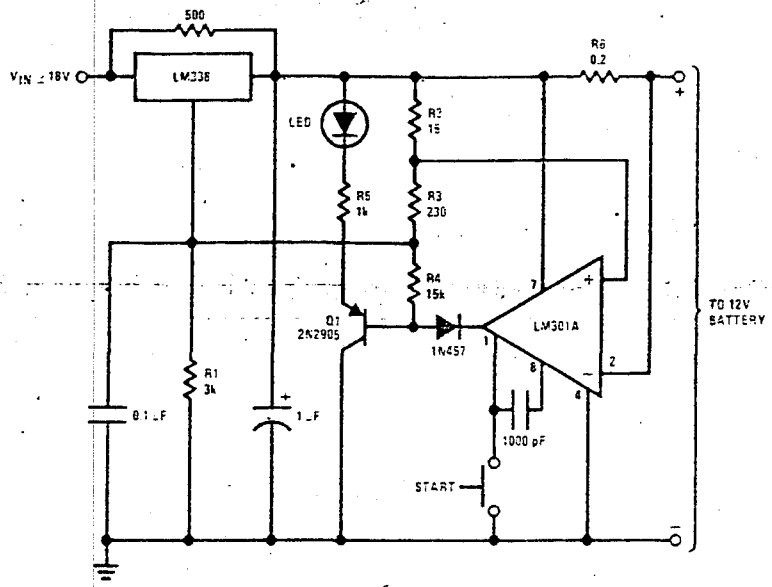 500
VIN ≥ 18V
LM338
R6
0.2
+
LED
R2
15
R5
1k
R3
230
R4
15k
7
+
LM301A
TO 12V
BATTERY
Q1
2N2905
1N457
1
8
2
−
4
R1
3k
0.1 µF
+
1 µF
1000 pF
START
−